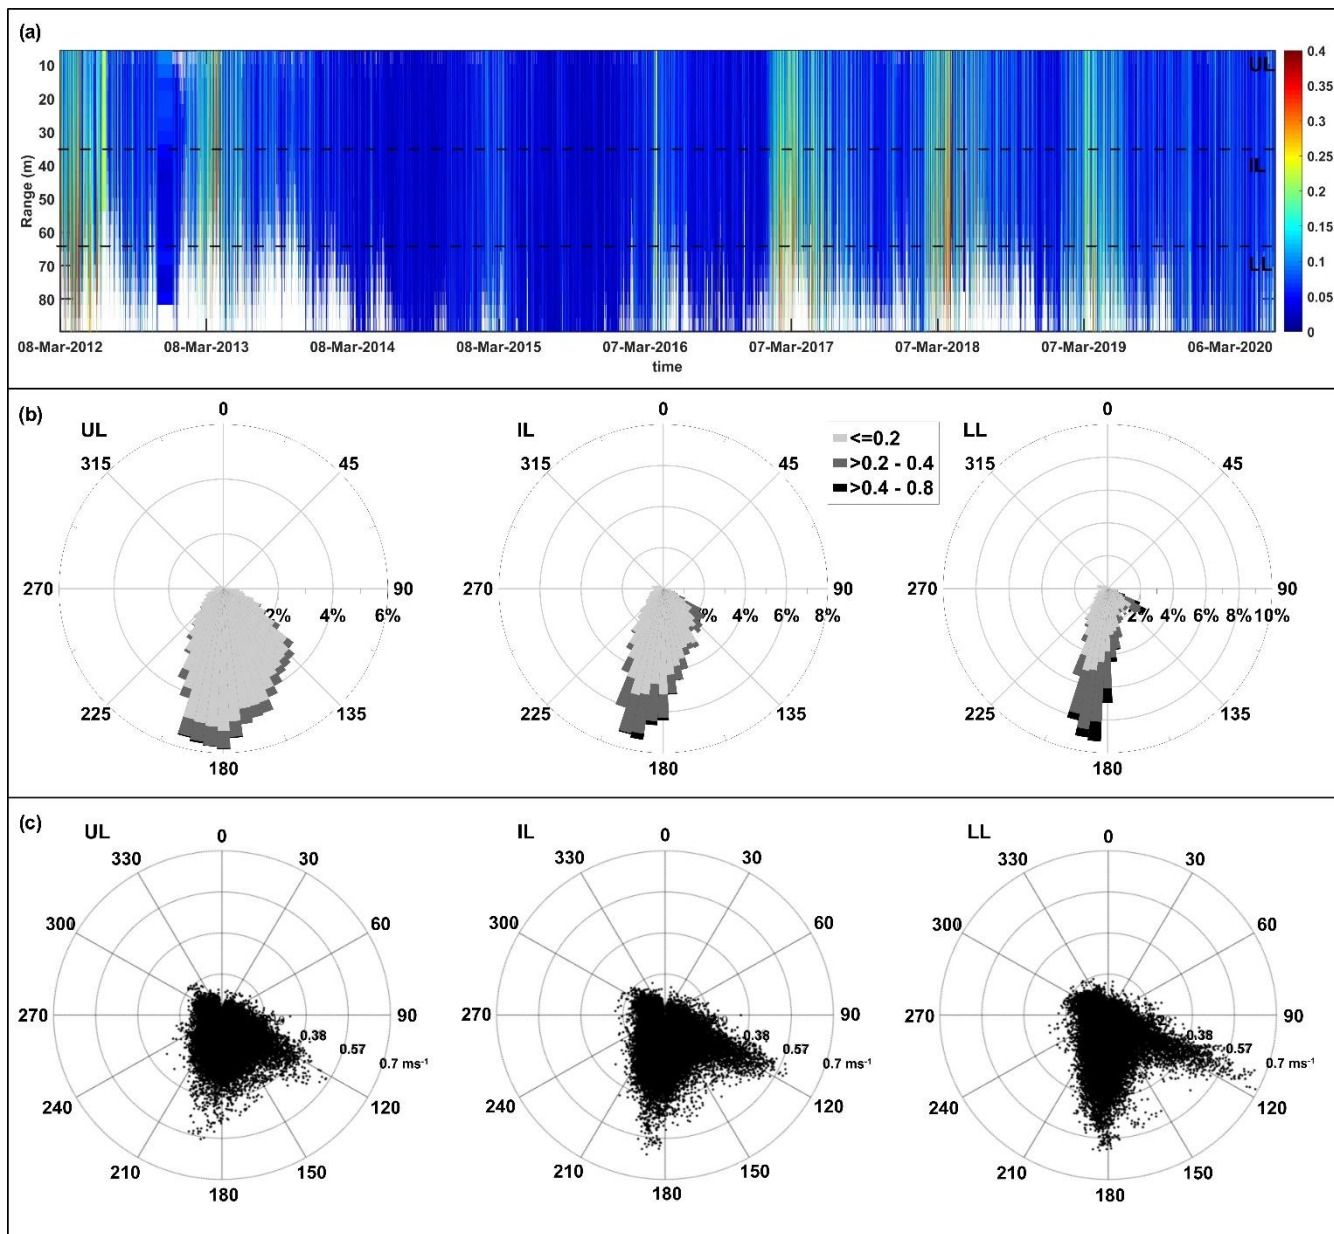 (a)
UL
IL
LL
10
20
30
40
50
60
70
80
Range (m)
0.4
0.35
0.3
0.25
0.2
0.15
0.1
0.05
0
08-Mar-2012 08-Mar-2013 08-Mar-2014 08-Mar-2015 07-Mar-2016 07-Mar-2017 07-Mar-2018 07-Mar-2019 06-Mar-2020
time
(b)
UL
0
315 45
270 90
2% 4% 6%
225 135
180
IL
0
315
270 90
% 4% 6% 8%
225 135
180
<=0.2
>0.2 - 0.4
>0.4 - 0.8
LL
0
315 45
270 90
2% 4% 6% 8% 10%
225 135
180
(c)
UL
0
330 30
300 60
270 90
0.38
0.57
0.7 ms⁻¹
240 120
210 150
180
IL
0
330 30
300 60
270 90
0.38
0.57
0.7 ms⁻¹
240 120
210 150
180
LL
0
330 30
300 60
270 90
0.38
0.57
0.7 ms⁻¹
240 120
210 150
180